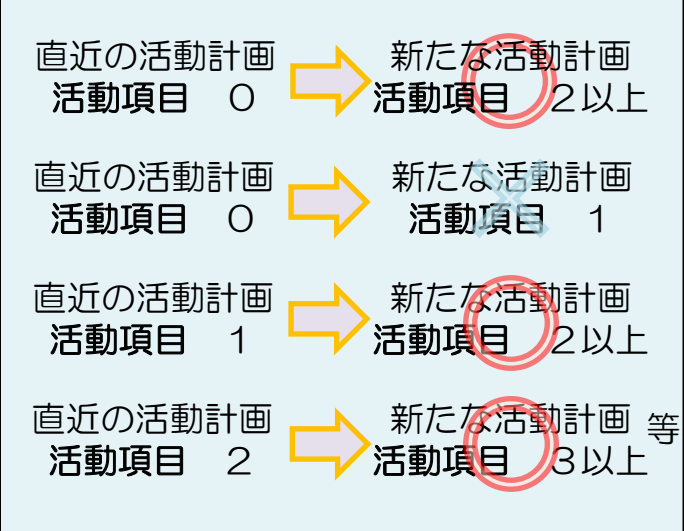 直近の活動計画 新たな活動計画
活動項目 0 活動項目 2以上
直近の活動計画 新たな活動計画
活動項目 0 活動項目 1
直近の活動計画 新たな活動計画
活動項目 1 活動項目 2以上
直近の活動計画 新たな活動計画 等
活動項目 2 活動項目 3以上